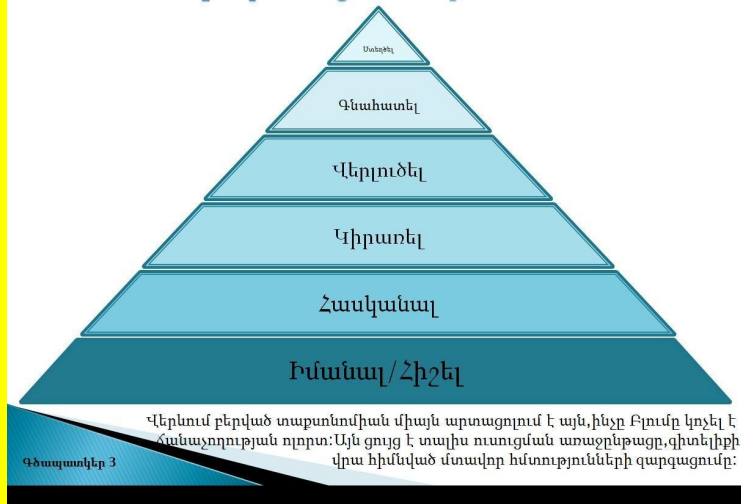 Ստեղծել
Գնահատել
Վերլուծել
Կիրառել
Հասկանալ
Իմանալ/Հիշել
Վերևում բերված տաքսոնոմիան միայն արտացոլում է այն,ինչը Բլումը կոչել է
Ճանաչողության ոլորտ:Այն ցույց է տալիս ուսուցման առաջընթացը,գիտելիքի
վրա հիմնված մտավոր հմտությունների զարգացումը:
Գծապատկեր 3